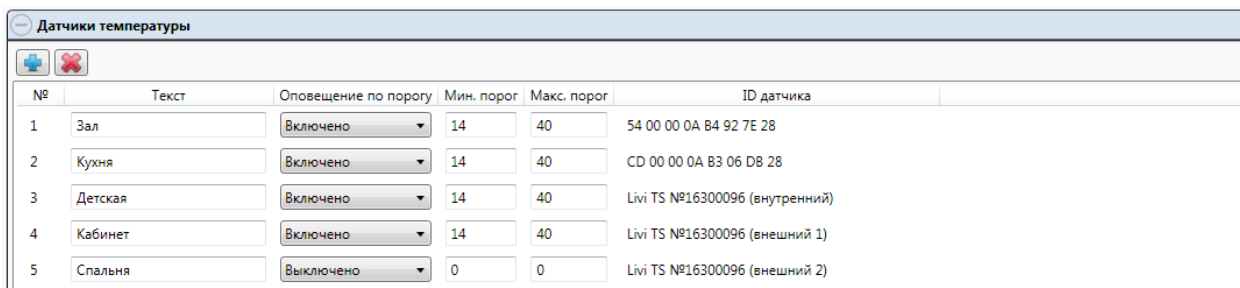 Датчики температуры
№ Текст Оповещение по порогу Мин. порог Макс. порог ID датчика
1 Зал Включено 14 40 54 00 00 0A B4 92 7E 28
2 Кухня Включено 14 40 CD 00 00 0A B3 06 DB 28
3 Детская Включено 14 40 Livi TS №16300096 (внутренний)
4 Кабинет Включено 14 40 Livi TS №16300096 (внешний 1)
5 Спальня Выключено 0 0 Livi TS №16300096 (внешний 2)